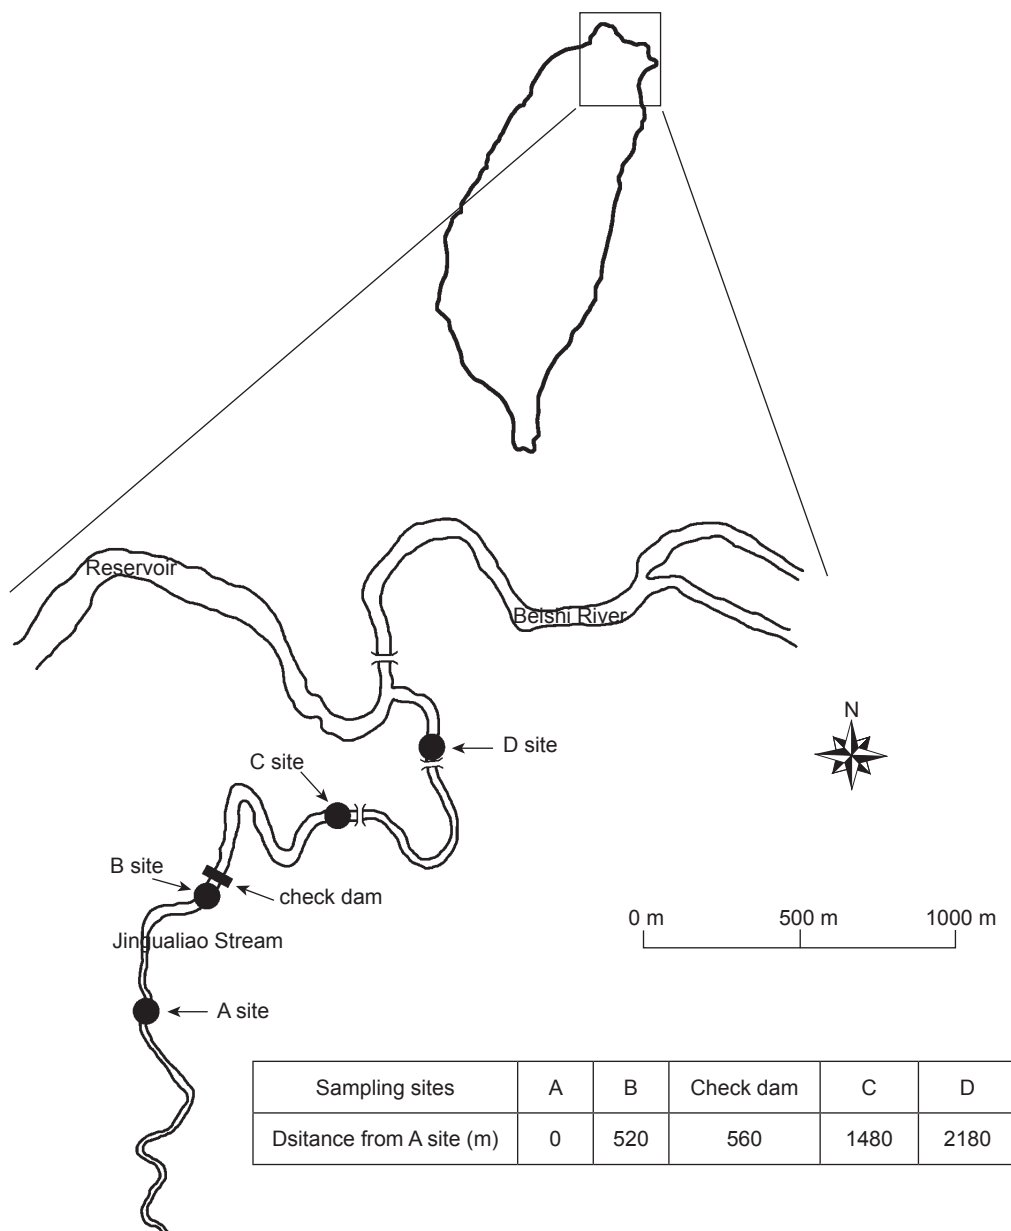 Reservoir
Beishi River
N
D site
C site
B site
check dam
0 m 500 m 1000 m
Jingualiao Stream
A site
Sampling sites A B Check dam C D
Dsitance from A site (m) 0 520 560 1480 2180